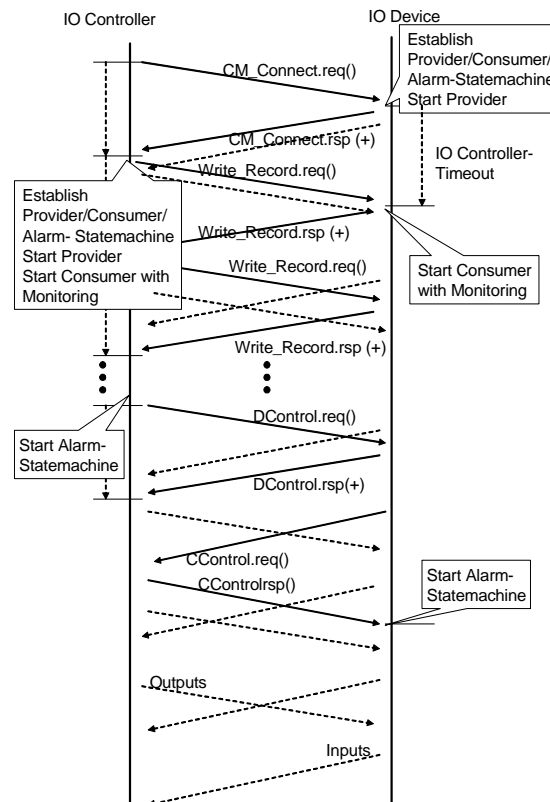 IO Controller
IO Device
Establish
Provider/Consumer/
Alarm-Statemachine
Start Provider
CM_Connect.req()
CM_Connect.rsp (+)
IO Controller-
Timeout
Write_Record.req()
Establish
Provider/Consumer/
Alarm- Statemachine
Start Provider
Start Consumer with
Monitoring
Write_Record.rsp (+)
Start Consumer
with Monitoring
Write_Record.req()
Write_Record.rsp (+)
DControl.req()
Start Alarm-
Statemachine
DControl.rsp(+)
CControl.req()
CControlrsp()
Start Alarm-
Statemachine
Outputs
Inputs